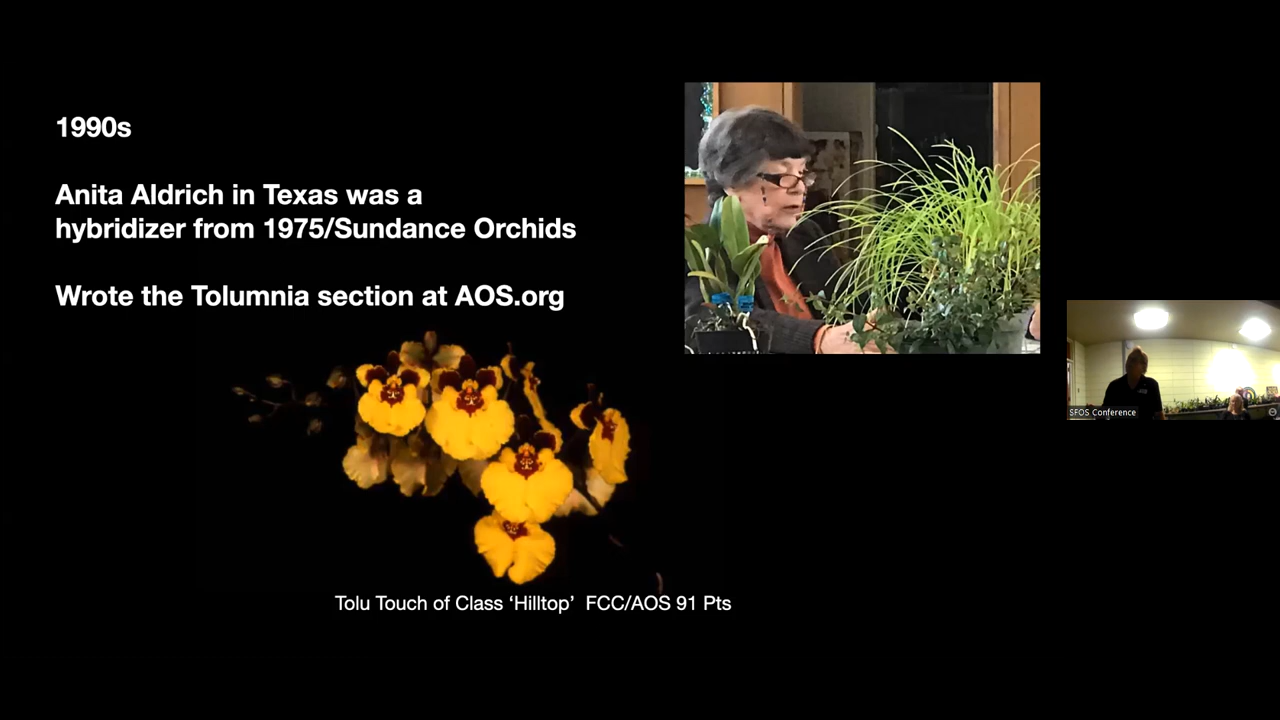 1990s
Anita Aldrich in Texas was a
hybridizer from 1975/Sundance Orchids
Wrote the Tolumnia section at AOS.org
Tolu Touch of Class ‘Hilltop’ FCC/AOS 91 Pts
SFOS Conference